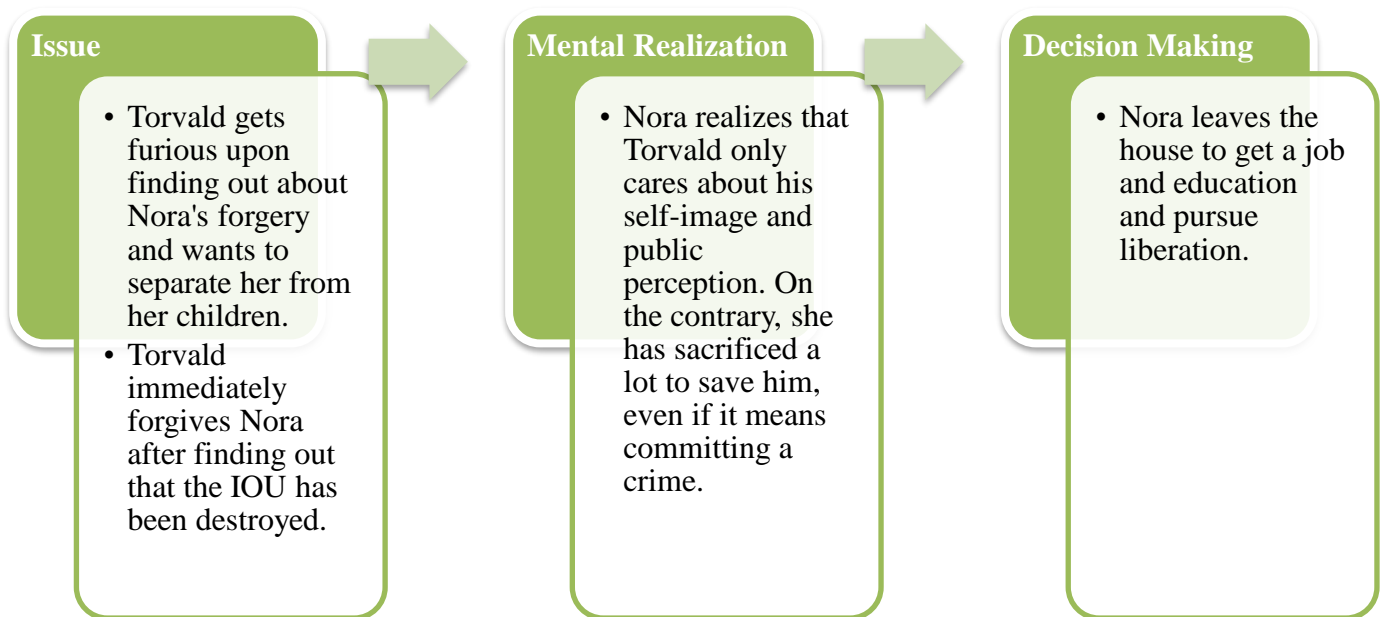 Issue
• Torvald gets
furious upon
finding out about
Nora's forgery
and wants to
separate her from
her children.
• Torvald
immediately
forgives Nora
after finding out
that the IOU has
been destroyed.
Mental Realization
• Nora realizes that
Torvald only
cares about his
self-image and
public
perception. On
the contrary, she
has sacrificed a
lot to save him,
even if it means
committing a
crime.
Decision Making
• Nora leaves the
house to get a job
and education
and pursue
liberation.